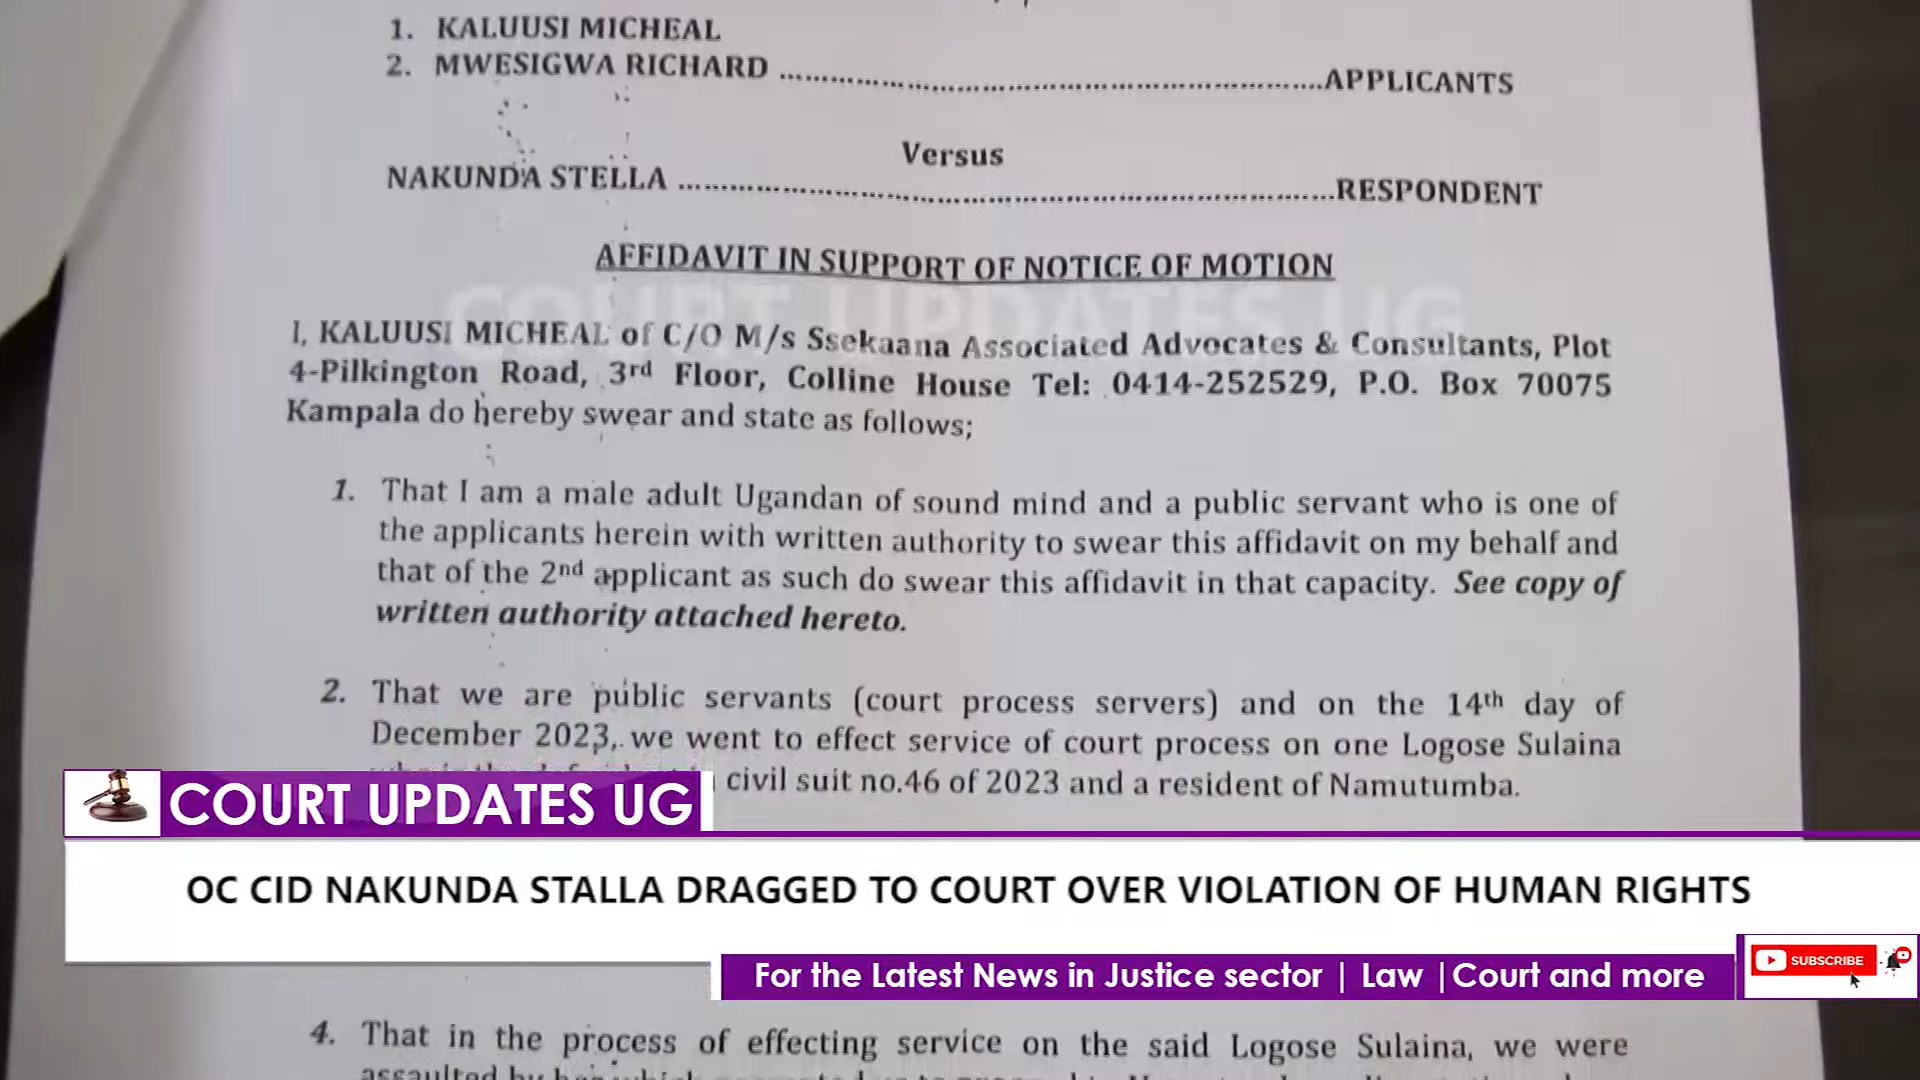 1. KALUUSI MICHEAL
2. MWESIGWA RICHARD ............................................................APPLICANTS
Versus
NAKUNDA STELLA ............................................................RESPONDENT
AFFIDAVIT IN SUPPORT OF NOTICE OF MOTION
COURT UPDATES UG
I, KALUUSI MICHEAL of C/O M/s Ssekaana Associated Advocates & Consultants, Plot
4-Pilkington Road, 3rd Floor, Colline House Tel: 0414-252529, P.O. Box 70075
Kampala do hereby swear and state as follows;
1. That I am a male adult Ugandan of sound mind and a public servant who is one of
the applicants herein with written authority to swear this affidavit on my behalf and
that of the 2nd applicant as such do swear this affidavit in that capacity. See copy of
written authority attached hereto.
2. That we are public servants (court process servers) and on the 14th day of
December 2023, we went to effect service of court process on one Logose Sulaina
civil suit no.46 of 2023 and a resident of Namutumba.
COURT UPDATES UG
OC CID NAKUNDA STALLA DRAGGED TO COURT OVER VIOLATION OF HUMAN RIGHTS
For the Latest News in Justice sector | Law |Court and more
SUBSCRIBE
4. That in the process of effecting service on the said Logose Sulaina, we were
assaulted by her which